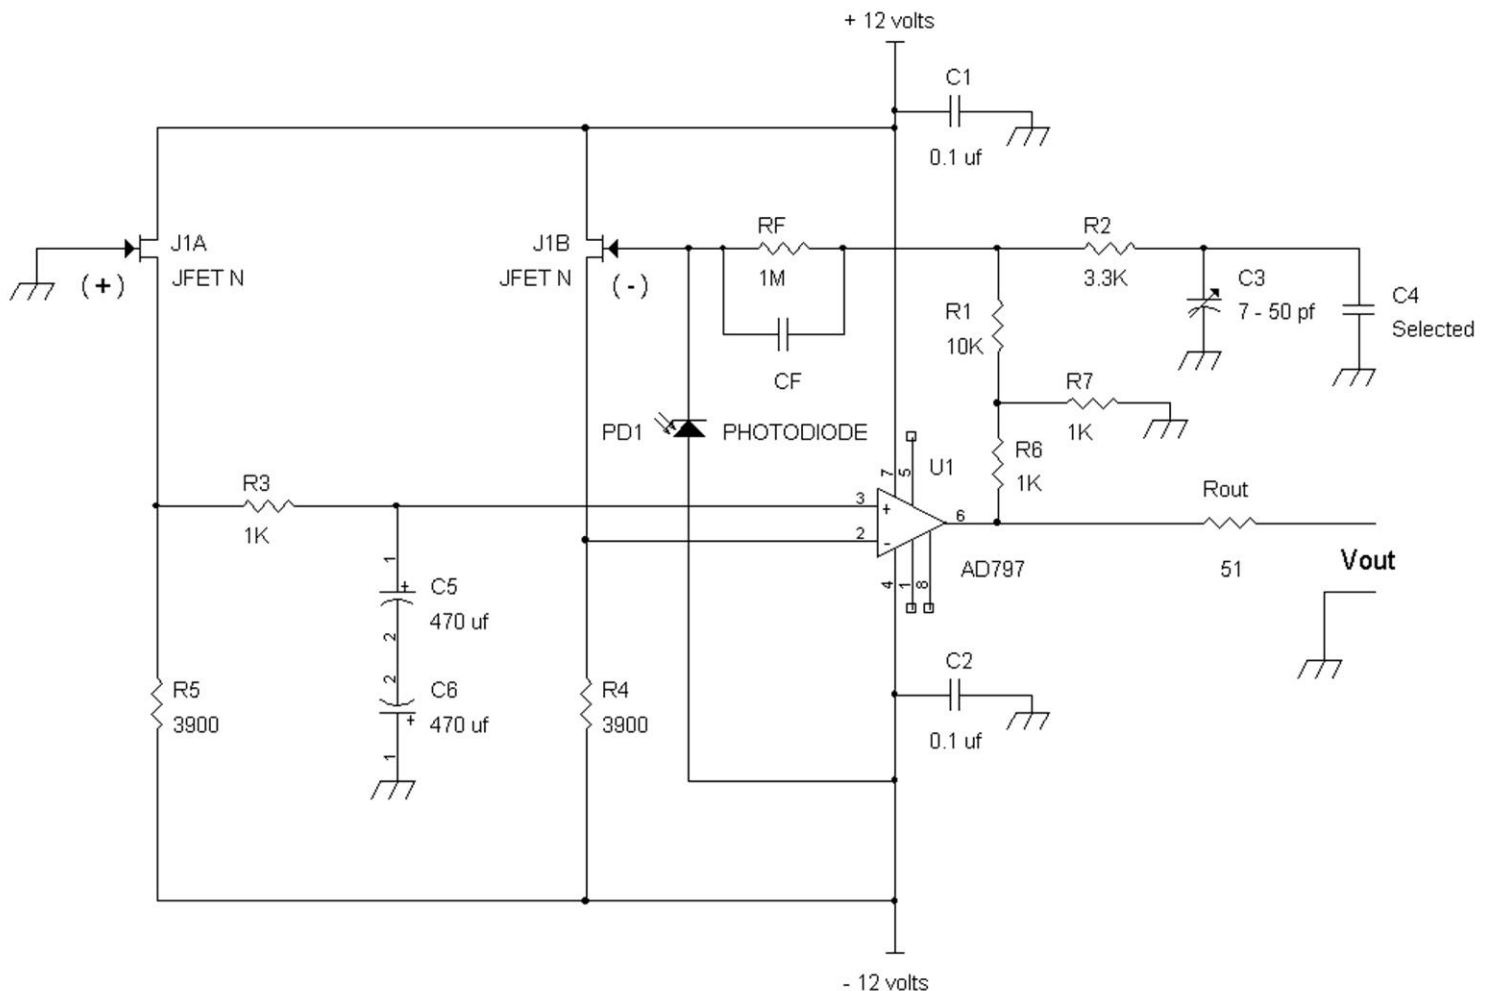 + 12 volts
C1
0.1 uf
J1A
JFET N
(+)
J1B
JFET N
(-)
RF
1M
CF
R2
3.3K
C3
7 - 50 pf
C4
Selected
R1
10K
R7
1K
PD1
PHOTODIODE
R6
1K
7
5
U1
3
+
2
-
6
4
1
8
AD797
R3
1K
Rout
51
Vout
1
+
C5
470 uf
2
2
C6
470 uf
+
1
R5
3900
R4
3900
C2
0.1 uf
- 12 volts